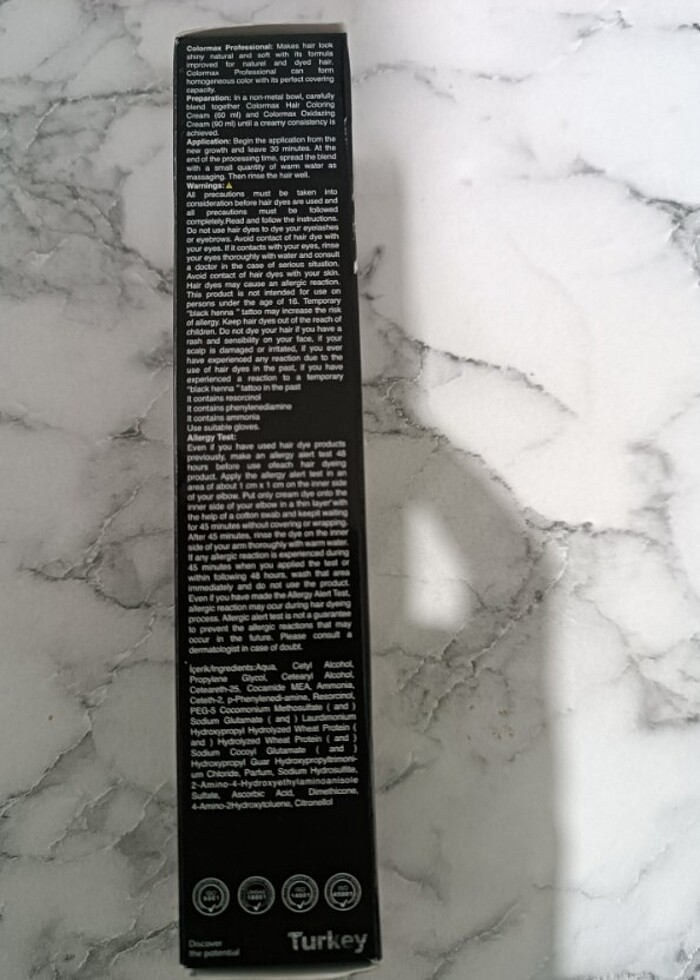 Colormax Professional: Makes hair look
shiny natural and soft with its formula
improved for naturel and dyed hair.
Colormax Professional can form
homogeneous color with its perfect covering
capacity.
Preparation: In a non-metal bowl, carefully
blend together Colormax Hair Coloring
Cream (60 ml) and Colormax Oxidazing
Cream (90 ml) until a creamy consistency is
achieved.
Application: Begin the application from the
new growth and leave 30 minutes. At the
end of the processing time, spread the blend
with a small quantity of warm water as
massaging. Then rinse the hair well.
Warnings:
All precautions must be taken into
consideration before hair dyes are used and
all precautions must be followed
completely.Read and follow the instructions.
Do not use hair dyes to dye your eyelashes
or eyebrows. Avoid contact of hair dye with
your eyes. If it contacts with your eyes, rinse
your eyes thoroughly with water and consult
a doctor in the case of serious situation.
Avoid contact of hair dyes with your skin.
Hair dyes may cause an allergic reaction.
This product is not intended for use on
persons under the age of 16. Temporary
"black henna " tattoo may increase the risk
of allergy. Keep hair dyes out of the reach of
children. Do not dye your hair if you have a
rash and sensibility on your face, if your
scalp is damaged or irritated, if you ever
have experienced any reaction due to the
use of hair dyes in the past, if you have
experienced a reaction to a temporary
"black henna " tattoo in the past
It contains resorcinol
It contains phenylenediamine
It contains ammonia
Use suitable gloves.
Allergy Test:
Even if you have used hair dye products
previously, make an allergy alert test 48
hours before use ofeach hair dyeing
product. Apply the allergy alert test in an
area of about 1 cm x 1 cm on the inner side
of your elbow. Put only cream dye onto the
inner side of your elbow in a thin layer with
the help of a cotton swab and keepit waiting
for 45 minutes without covering or wrapping.
After 45 minutes, rinse the dye on the inner
side of your arm thoroughly with warm water.
If any allergic reaction is experienced during
45 minutes when you applied the test or
within following 48 hours, wash that area
immediately and do not use the product.
Even if you have made the Allergy Alert Test,
allergic reaction may ocur during hair dyeing
process. Allergic alert test is not a guarantee
to prevent the allergic reactions that may
occur in the future. Please consult a
dermatologist in case of doubt.
İçerik/Ingredients:Aqua, Cetyl Alcohol,
Propylene Glycol, Cetearyl Alcohol,
Ceteareth-25, Cocamide MEA, Ammonia,
Ceteth-2, p-Phenylenedi-amine, Resorcinol,
PEG-5 Cocomonium Methosulfate ( and )
Sodium Glutamate ( and ) Laurdimonium
Hydroxypropyl Hydrolyzed Wheat Protein (
and ) Hydrolyzed Wheat Protein ( and )
Sodium Cocoyl Glutamate ( and )
Hydroxypropyl Guar Hydroxypropyltrimoni-
um Chloride, Parfum, Sodium Hydrosulfite,
2-Amino-4-Hydroxyethylaminoanisole
Sulfate, Ascorbic Acid, Dimethicone,
4-Amino-2Hydroxytoluene, Citronellol
ISO 9001
OHSAS 18001
ISO 14001
ISO
Discover
the potential
Turkey